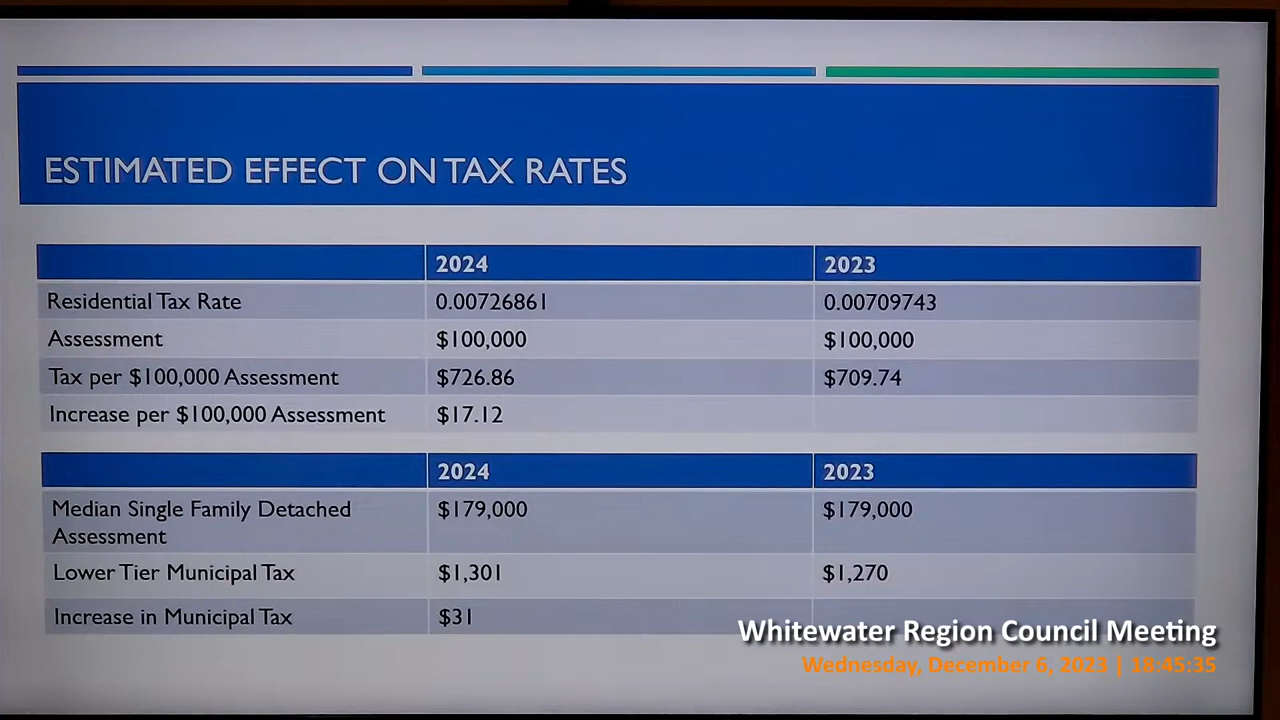 ESTIMATED EFFECT ON TAX RATES
2024 2023
Residential Tax Rate 0.00726861 0.00709743
Assessment $100,000 $100,000
Tax per $100,000 Assessment $726.86 $709.74
Increase per $100,000 Assessment $17.12
2024 2023
Median Single Family Detached
Assessment $179,000 $179,000
Lower Tier Municipal Tax $1,301 $1,270
Increase in Municipal Tax $31
Whitewater Region Council Meeting
Wednesday, December 6, 2023 | 18:45:35